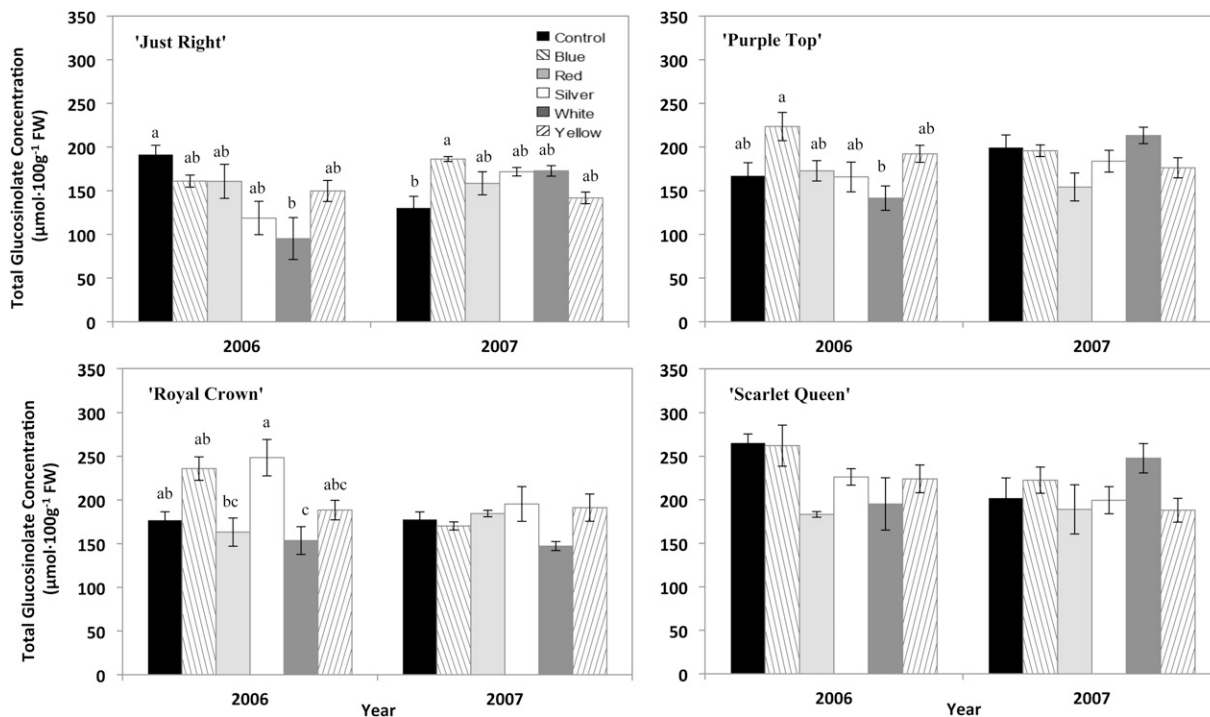 Total Glucosinolate Concentration
(µmol·100g⁻¹ FW)
350
300
250
200
150
100
50
0
'Just Right'
Control
Blue
Red
Silver
White
Yellow
a
ab
ab
ab
b
ab
b
a
ab
ab
ab
ab
2006
2007
350
300
250
200
150
100
50
0
'Purple Top'
ab
a
ab
ab
b
ab
2006
2007
Total Glucosinolate Concentration
(µmol·100g⁻¹ FW)
350
300
250
200
150
100
50
0
'Royal Crown'
ab
ab
bc
a
c
abc
2006
2007
350
300
250
200
150
100
50
0
'Scarlet Queen'
2006
2007
Year
Year